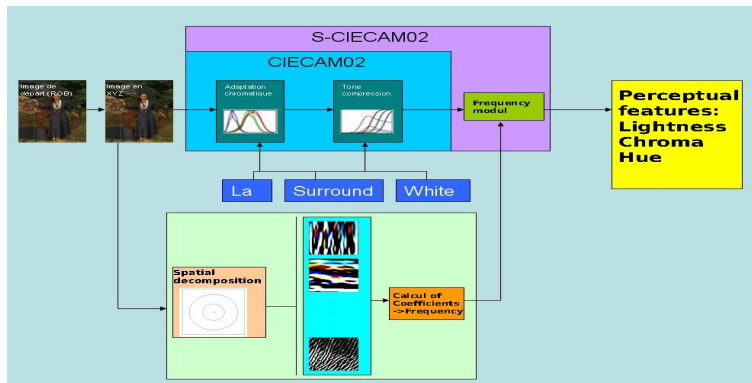 S-CIECAM02
CIECAM02
Image de
départ (RGB)
Image en
XYZ
Adaptation
chromatique
Tone
compression
Frequency
modul
Perceptual
features:
Lightness
Chroma
Hue
La
Surround
White
Spatial
decomposition
Calcul of
Coefficients
->Frequency